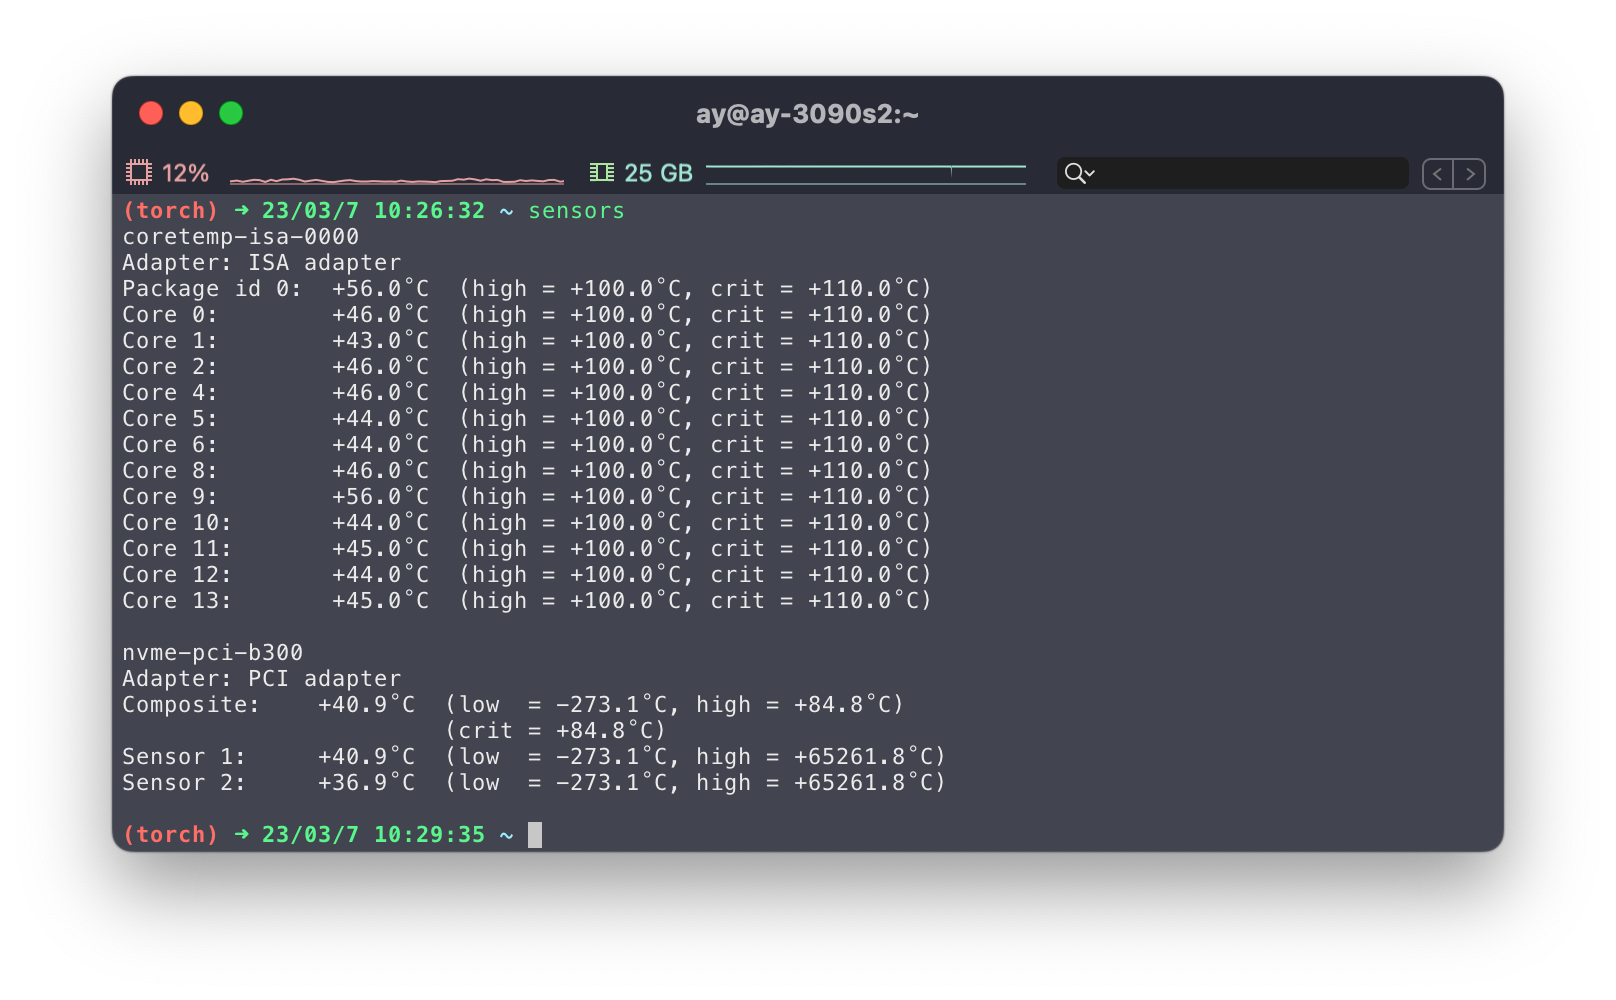 ay@ay-3090s2:~
12%
25 GB
(torch) ➜ 23/03/7 10:26:32 ~ sensors
coretemp-isa-0000
Adapter: ISA adapter
Package id 0:  +56.0°C  (high = +100.0°C, crit = +110.0°C)
Core 0:        +46.0°C  (high = +100.0°C, crit = +110.0°C)
Core 1:        +43.0°C  (high = +100.0°C, crit = +110.0°C)
Core 2:        +46.0°C  (high = +100.0°C, crit = +110.0°C)
Core 4:        +46.0°C  (high = +100.0°C, crit = +110.0°C)
Core 5:        +44.0°C  (high = +100.0°C, crit = +110.0°C)
Core 6:        +44.0°C  (high = +100.0°C, crit = +110.0°C)
Core 8:        +46.0°C  (high = +100.0°C, crit = +110.0°C)
Core 9:        +56.0°C  (high = +100.0°C, crit = +110.0°C)
Core 10:       +44.0°C  (high = +100.0°C, crit = +110.0°C)
Core 11:       +45.0°C  (high = +100.0°C, crit = +110.0°C)
Core 12:       +44.0°C  (high = +100.0°C, crit = +110.0°C)
Core 13:       +45.0°C  (high = +100.0°C, crit = +110.0°C)

nvme-pci-b300
Adapter: PCI adapter
Composite:    +40.9°C  (low  = -273.1°C, high = +84.8°C)
                       (crit = +84.8°C)
Sensor 1:     +40.9°C  (low  = -273.1°C, high = +65261.8°C)
Sensor 2:     +36.9°C  (low  = -273.1°C, high = +65261.8°C)

(torch) ➜ 23/03/7 10:29:35 ~